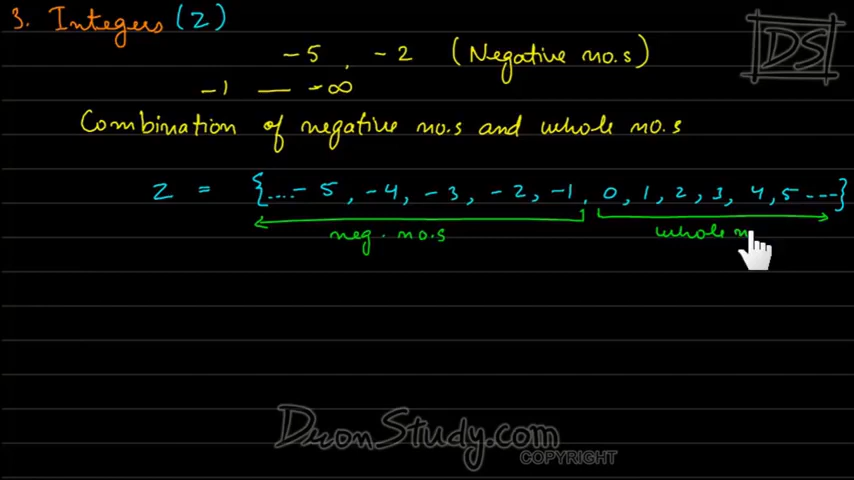 3. Integers (Z)
DS
-5, -2 (Negative no.s)
-1 — -∞
Combination of negative no.s and whole no.s
Z = {....-5, -4, -3, -2, -1, 0, 1, 2, 3, 4, 5 ---}
neg. no.s whole n
DronStudy.com
COPYRIGHT